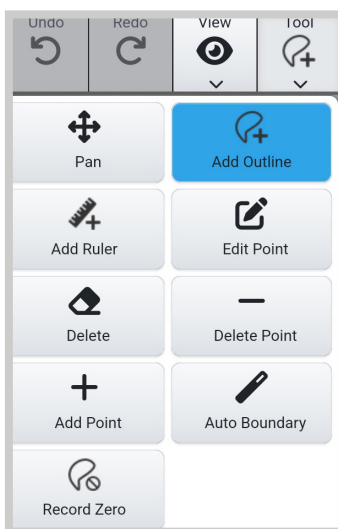 Undo Redo View Tool
Pan Add Outline
Add Ruler Edit Point
Delete Delete Point
Add Point Auto Boundary
Record Zero